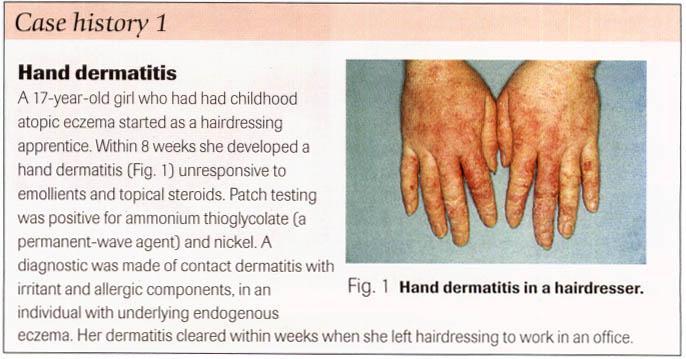 Case history 1
Hand dermatitis
A 17-year-old girl who had had childhood
atopic eczema started as a hairdressing
apprentice. Within 8 weeks she developed a
hand dermatitis (Fig. 1) unresponsive to
emollients and topical steroids. Patch testing
was positive for ammonium thioglycolate (a
permanent-wave agent) and nickel. A
diagnostic was made of contact dermatitis with
irritant and allergic components, in an
individual with underlying endogenous
eczema. Her dermatitis cleared within weeks when she left hairdressing to work in an office.
Fig. 1 Hand dermatitis in a hairdresser.